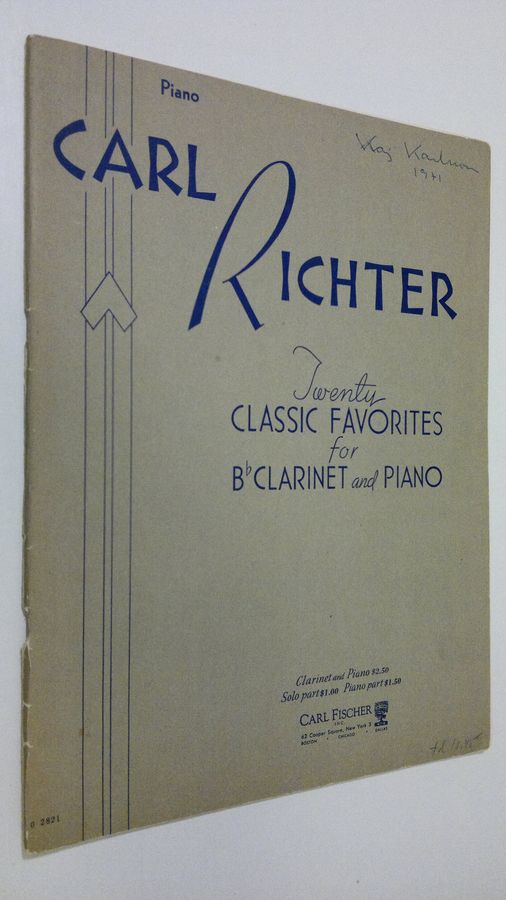 Piano
CARL
RICHTER
1941
Twenty
CLASSIC FAVORITES
for
B♭ CLARINET and PIANO
Clarinet and Piano $2.50
Solo part $1.00 Piano part $1.50
CARL FISCHER
INC.
62 Cooper Square, New York 3
BOSTON • CHICAGO • DALLAS
O 2821